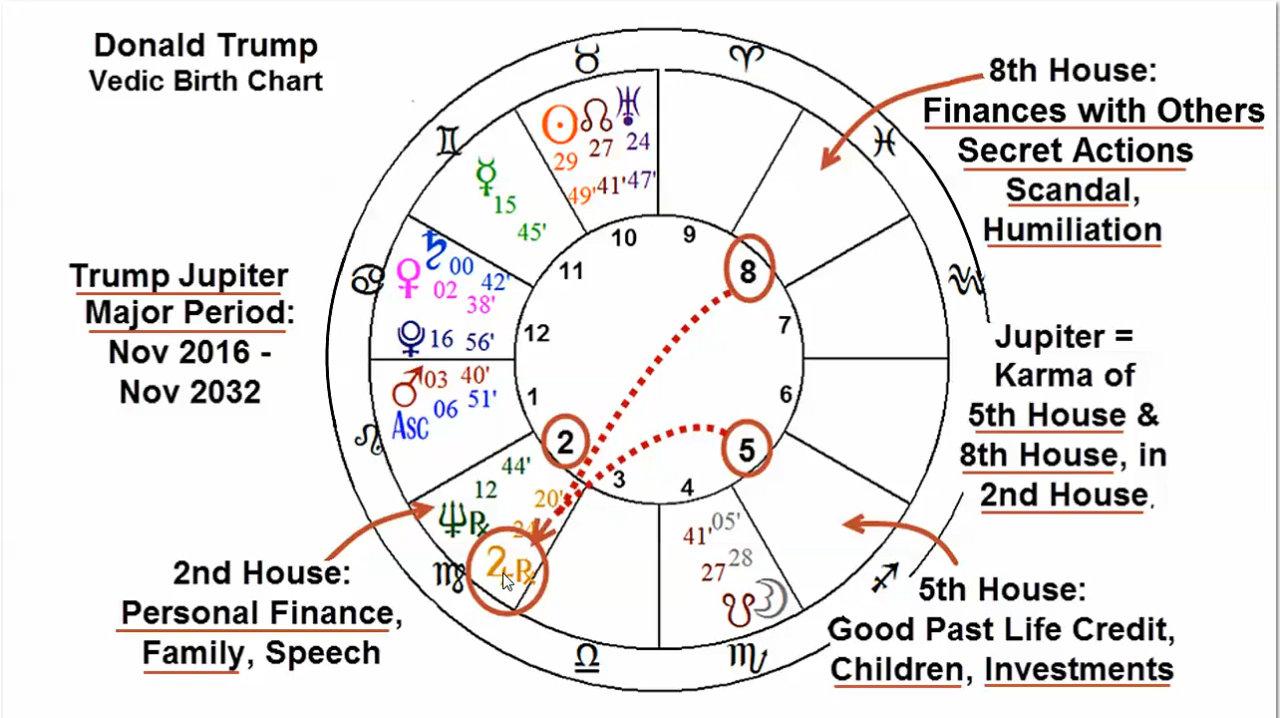 Donald Trump
Vedic Birth Chart
8th House:
Finances with Others
Secret Actions
Scandal,
Humiliation
Trump Jupiter
Major Period:
Nov 2016 -
Nov 2032
Jupiter =
Karma of
5th House &
8th House, in
2nd House.
2nd House:
Personal Finance,
Family, Speech
5th House:
Good Past Life Credit,
Children, Investments
29 27 24
49' 41' 47'
15
45'
00 42'
02 38'
16 56'
03 40'
Asc 06 51'
44'
12
20'
41' 05'
27 28
10 9
11 8
12 7
1 6
2 5
3 4